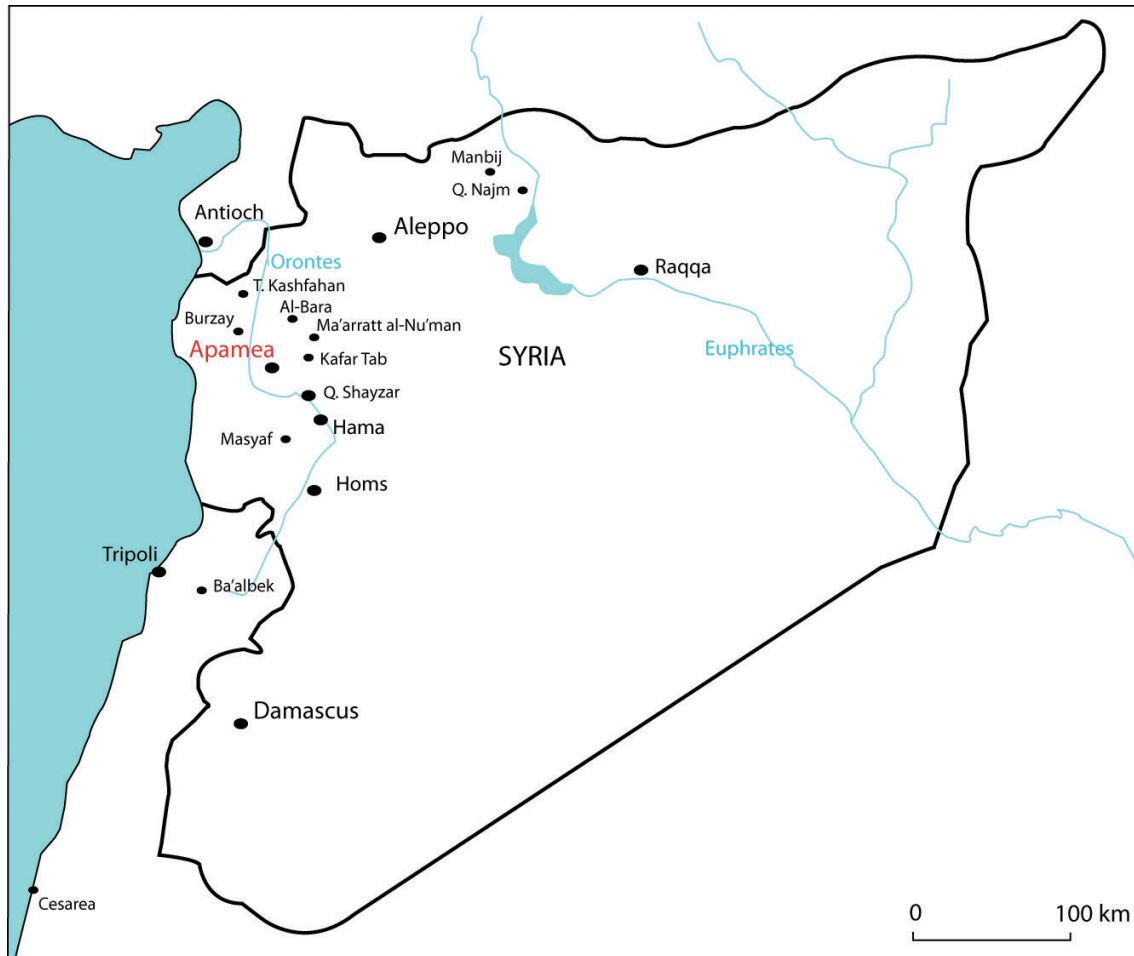 Manbij
Q. Najm
Antioch
Aleppo
Orontes
Raqqa
T. Kashfahan
Al-Bara
Burzay
Ma'arratt al-Nu'man
Apamea
Kafar Tab
SYRIA
Euphrates
Q. Shayzar
Hama
Masyaf
Homs
Tripoli
Ba'albek
Damascus
Cesarea
0 100 km